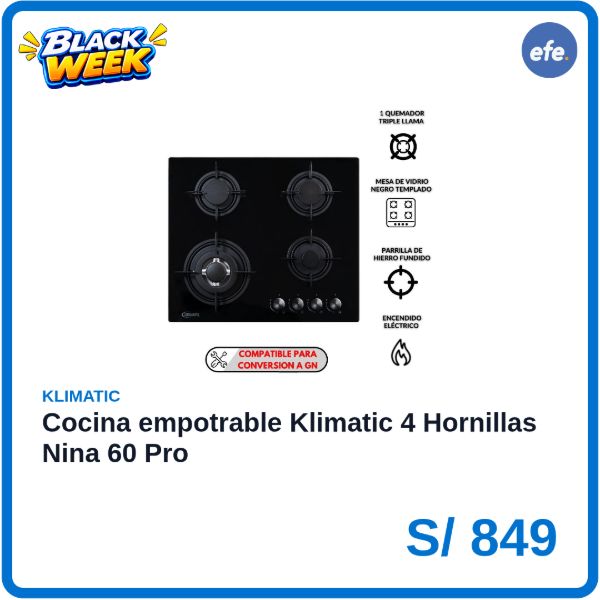 BLACK
WEEK
efe.
1 QUEMADOR
TRIPLE LLAMA
MESA DE VIDRIO
NEGRO TEMPLADO
PARRILLA DE
HIERRO FUNDIDO
ENCENDIDO
ELÉCTRICO
COMPATIBLE PARA
CONVERSION A GN
KLIMATIC
Cocina empotrable Klimatic 4 Hornillas
Nina 60 Pro
S/ 849